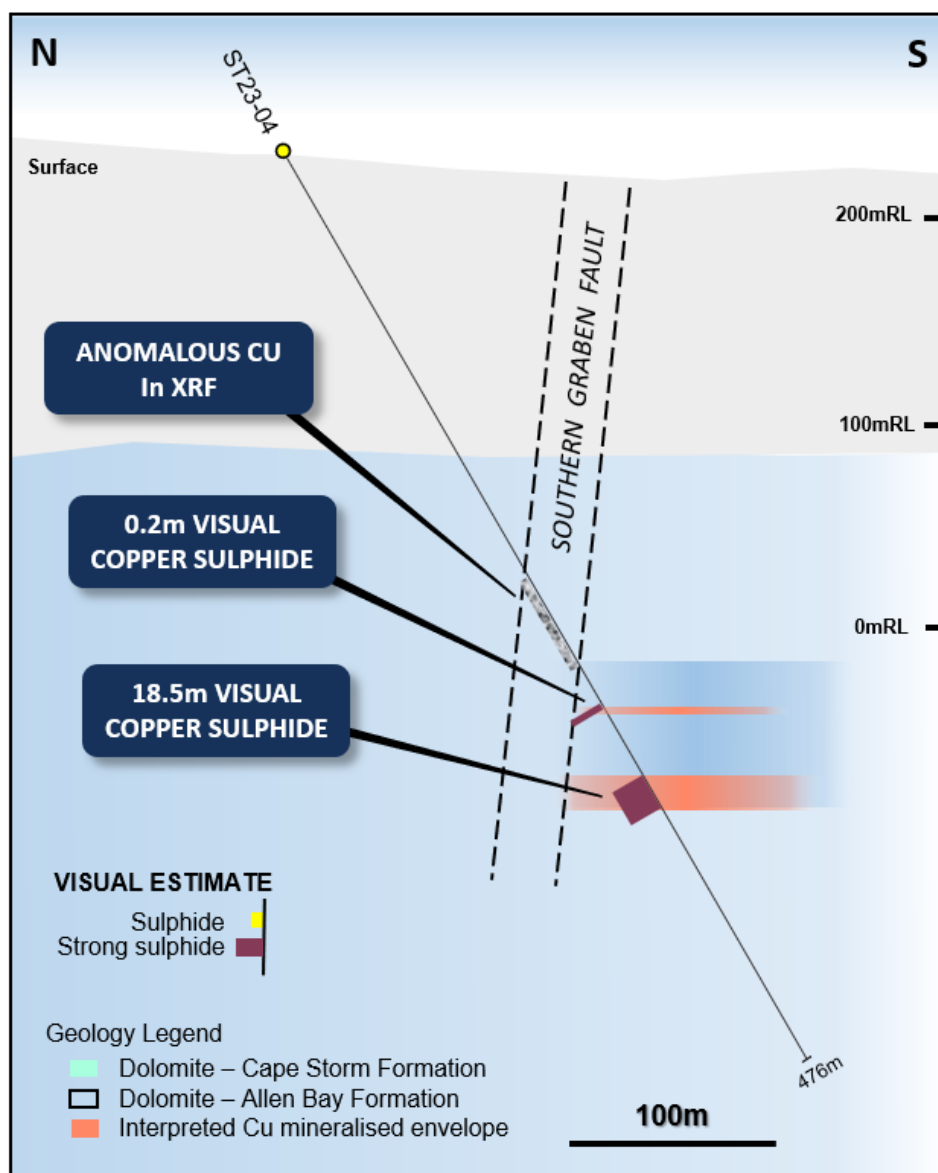 N
S
ST23-04
Surface
200mRL
SOUTHERN GRABEN FAULT
ANOMALOUS CU
In XRF
100mRL
0.2m VISUAL
COPPER SULPHIDE
0mRL
18.5m VISUAL
COPPER SULPHIDE
VISUAL ESTIMATE
Sulphide
Strong sulphide
Geology Legend
Dolomite – Cape Storm Formation
Dolomite – Allen Bay Formation
Interpreted Cu mineralised envelope
476m
100m